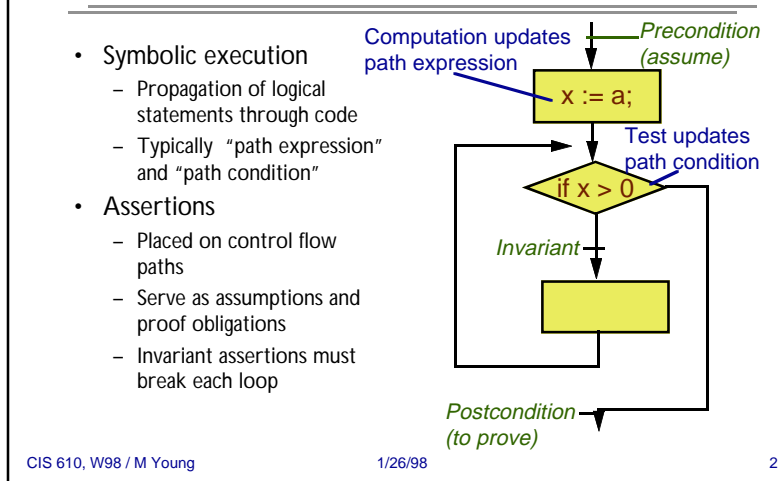 • Symbolic execution
– Propagation of logical
statements through code
– Typically “path expression”
and “path condition”
• Assertions
– Placed on control flow
paths
– Serve as assumptions and
proof obligations
– Invariant assertions must
break each loop
Computation updates
path expression
Precondition
(assume)
x := a;
Test updates
path condition
if x > 0
Invariant
Postcondition
(to prove)
CIS 610, W98 / M Young
1/26/98
2